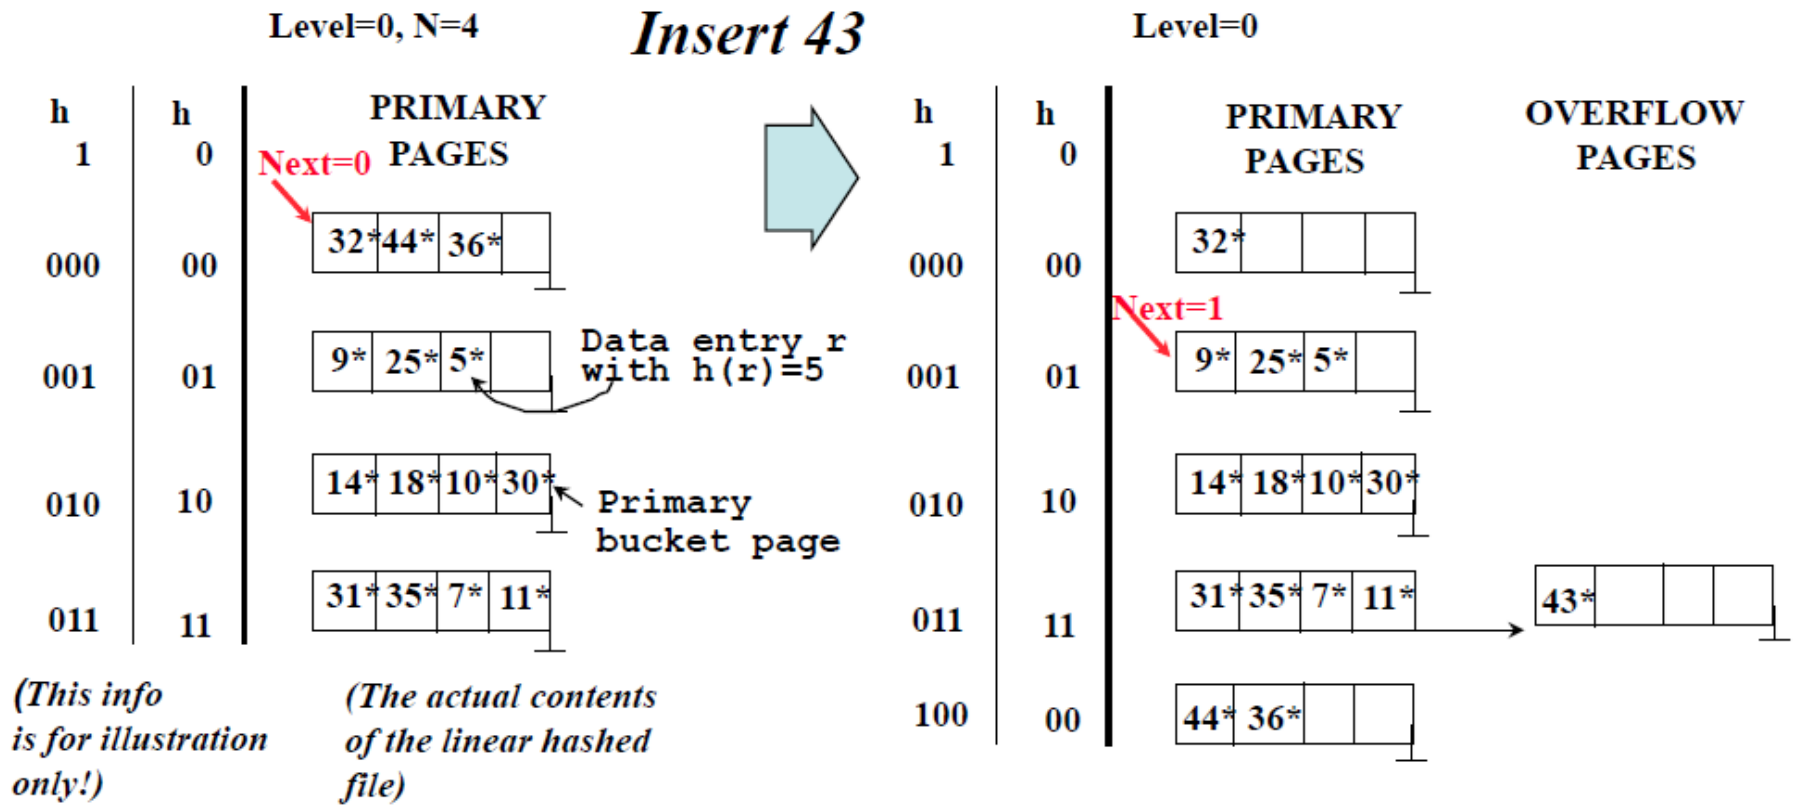 Level=0, N=4
Insert 43
h
1
h
0
PRIMARY
PAGES
Next=0
000
00
32* 44* 36*
001
01
9* 25* 5*
Data entry r
with h(r)=5
010
10
14* 18* 10* 30*
Primary
bucket page
011
11
31* 35* 7* 11*
(This info
is for illustration
only!)
(The actual contents
of the linear hashed
file)
Level=0
h
1
h
0
PRIMARY
PAGES
OVERFLOW
PAGES
000
00
32*
Next=1
001
01
9* 25* 5*
010
10
14* 18* 10* 30*
011
11
31* 35* 7* 11*
43*
100
00
44* 36*